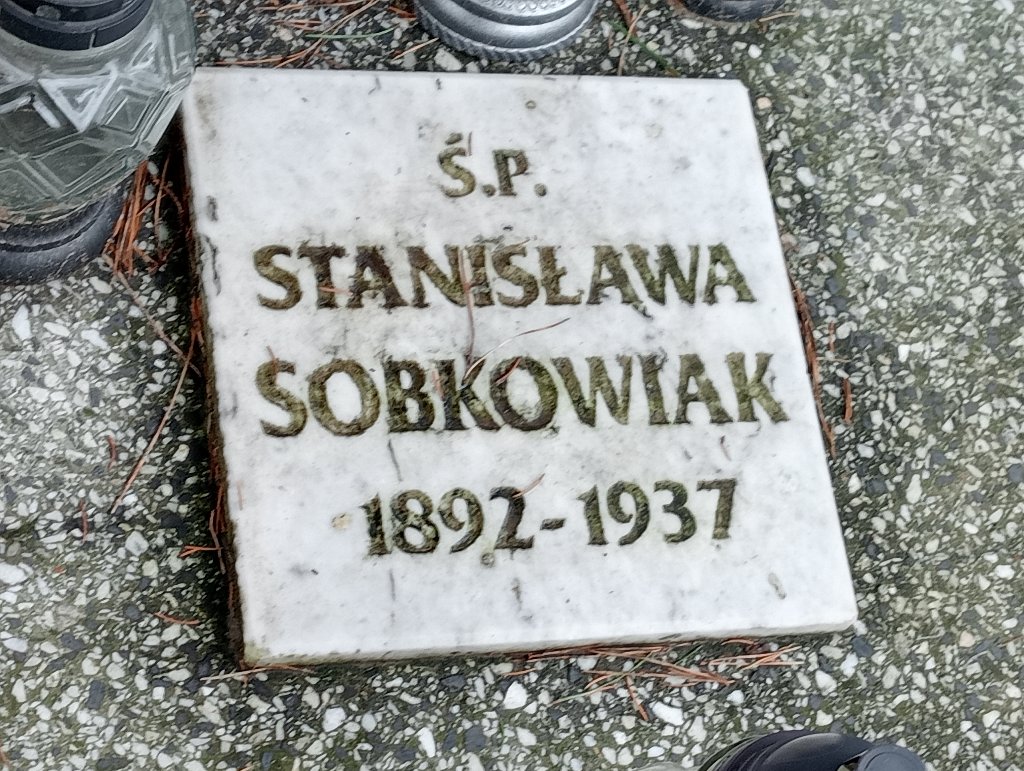 Ś.P.
STANISŁAWA
SOBKOWIAK
1892-1937